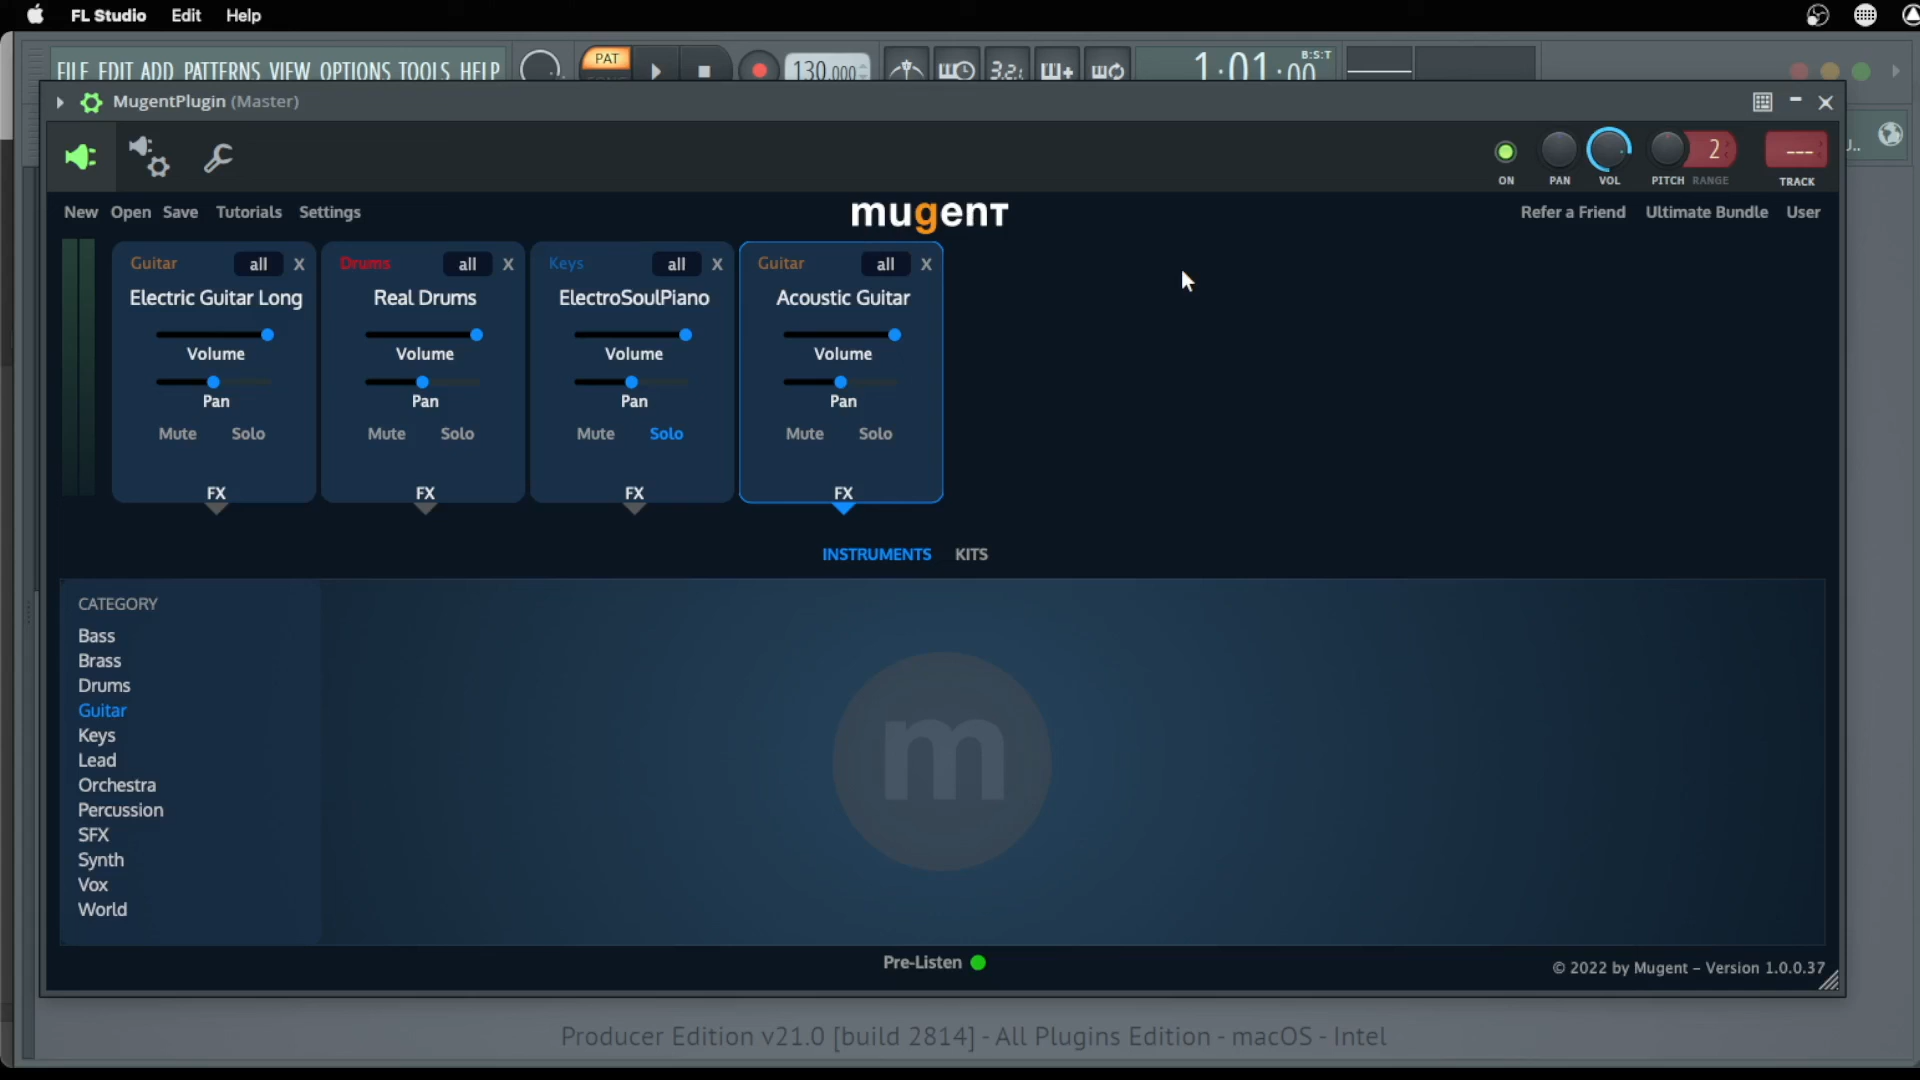 FL Studio Edit Help
FILE EDIT ADD PATTERNS VIEW OPTIONS TOOLS HELP
PAT
130.000
3.2.
1:01:00
B:S:T
MugentPlugin (Master)
ON
PAN
VOL
PITCH RANGE
2
---
TRACK
New Open Save Tutorials Settings
mugent
Refer a Friend Ultimate Bundle User
Guitar all X
Electric Guitar Long
Volume
Pan
Mute Solo
FX
Drums all X
Real Drums
Volume
Pan
Mute Solo
FX
Keys all X
ElectroSoulPiano
Volume
Pan
Mute Solo
FX
Guitar all X
Acoustic Guitar
Volume
Pan
Mute Solo
FX
INSTRUMENTS KITS
CATEGORY
Bass
Brass
Drums
Guitar
Keys
Lead
Orchestra
Percussion
SFX
Synth
Vox
World
m
Pre-Listen
© 2022 by Mugent – Version 1.0.0.37
Producer Edition v21.0 [build 2814] - All Plugins Edition - macOS - Intel